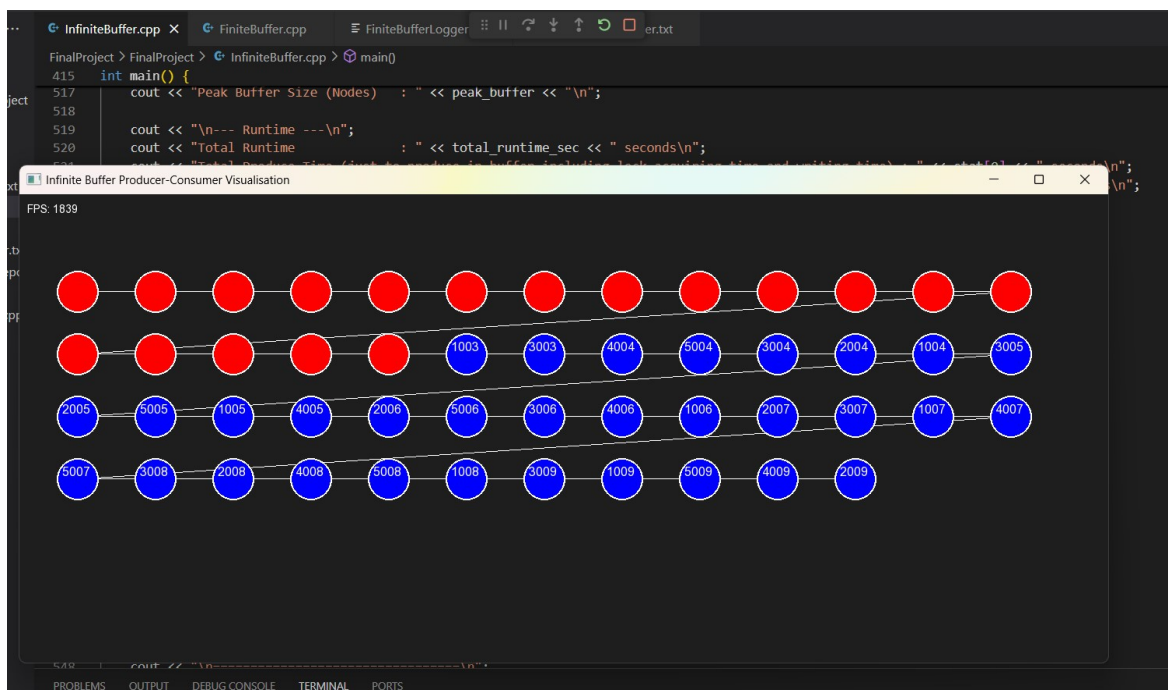 ··· InfiniteBuffer.cpp × FiniteBuffer.cpp FiniteBufferLogger er.txt
FinalProject > FinalProject > InfiniteBuffer.cpp > main()
415 int main() {
ject
517 cout << "Peak Buffer Size (Nodes) : " << peak_buffer << "\n";
518
519 cout << "\n--- Runtime ---\n";
520 cout << "Total Runtime : " << total_runtime_sec << " seconds\n";
Infinite Buffer Producer-Consumer Visualisation
\n";
FPS: 1839
1003 3003 4004 5004 3004 2004 1004 3005
2005 5005 1005 4005 2006 5006 3006 4006 1006 2007 3007 1007 4007
5007 3008 2008 4008 5008 1008 3009 1009 5009 4009 2009
PROBLEMS OUTPUT DEBUG CONSOLE TERMINAL PORTS